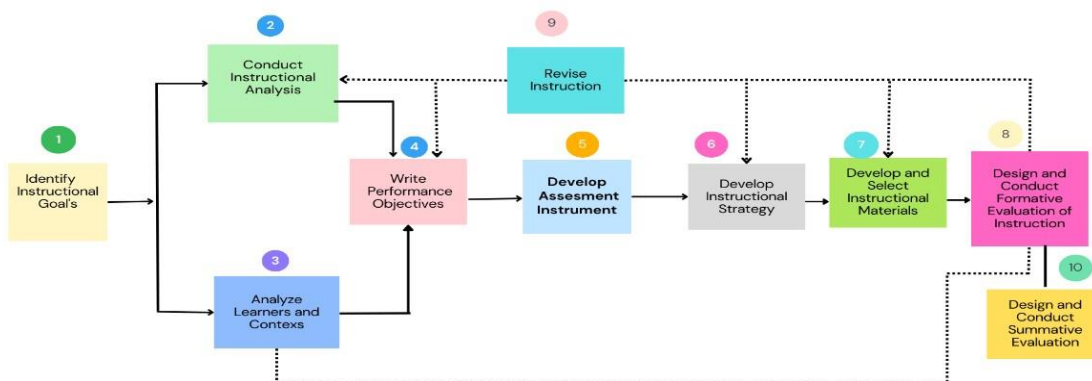 1
Identify
Instructional
Goal's
2
Conduct
Instructional
Analysis
3
Analyze
Learners and
Contexs
4
Write
Performance
Objectives
5
Develop
Assesment
Instrument
6
Develop
Instructional
Strategy
7
Develop and
Select
Instructional
Materials
8
Design and
Conduct
Formative
Evaluation of
Instruction
9
Revise
Instruction
10
Design and
Conduct
Summative
Evaluation